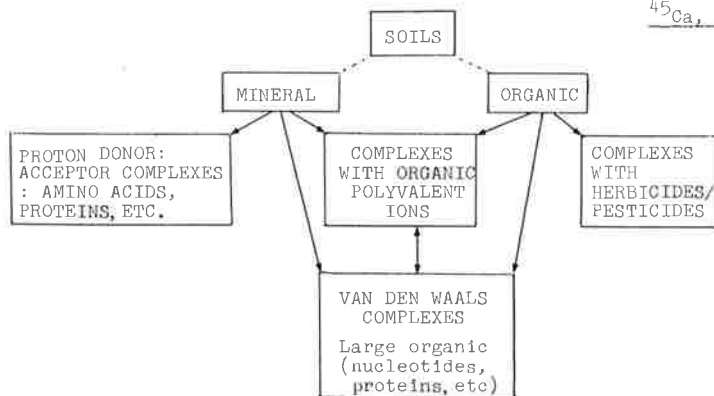 45Ca,
SOILS
MINERAL
ORGANIC
PROTON DONOR:
ACCEPTOR COMPLEXES
: AMINO ACIDS,
PROTEINS, ETC.
COMPLEXES
WITH ORGANIC
POLYVALENT
IONS
COMPLEXES
WITH
HERBICIDES/
PESTICIDES
VAN DEN WAALS
COMPLEXES
Large organic
(nucleotides,
proteins, etc)